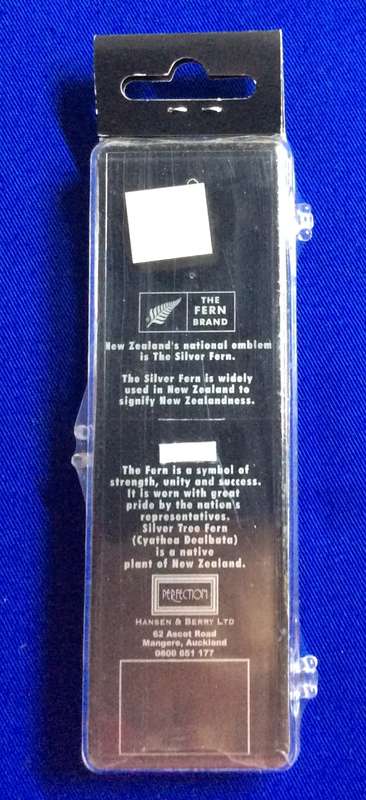 THE
FERN
BRAND
New Zealand's national emblem
is The Silver Fern.
The Silver Fern is widely
used in New Zealand to
signify New Zealandness.
The Fern is a symbol of
strength, unity and success.
It is worn with great
pride by the nation's
representatives.
Silver Tree Fern
(Cyathea Dealbata)
is a native
plant of New Zealand.
PERFECTION
HANSEN & BERRY LTD
62 Ascot Road
Mangere, Auckland
0800 651 177